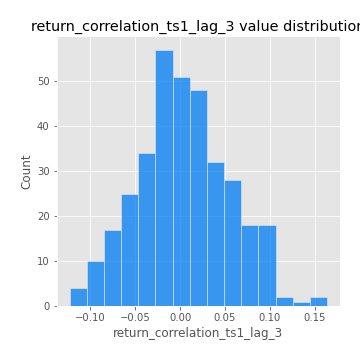 return_correlation_ts1_lag_3 value distribution
50
40
30
20
10
0
Count
−0.10 −0.05 0.00 0.05 0.10 0.15
return_correlation_ts1_lag_3